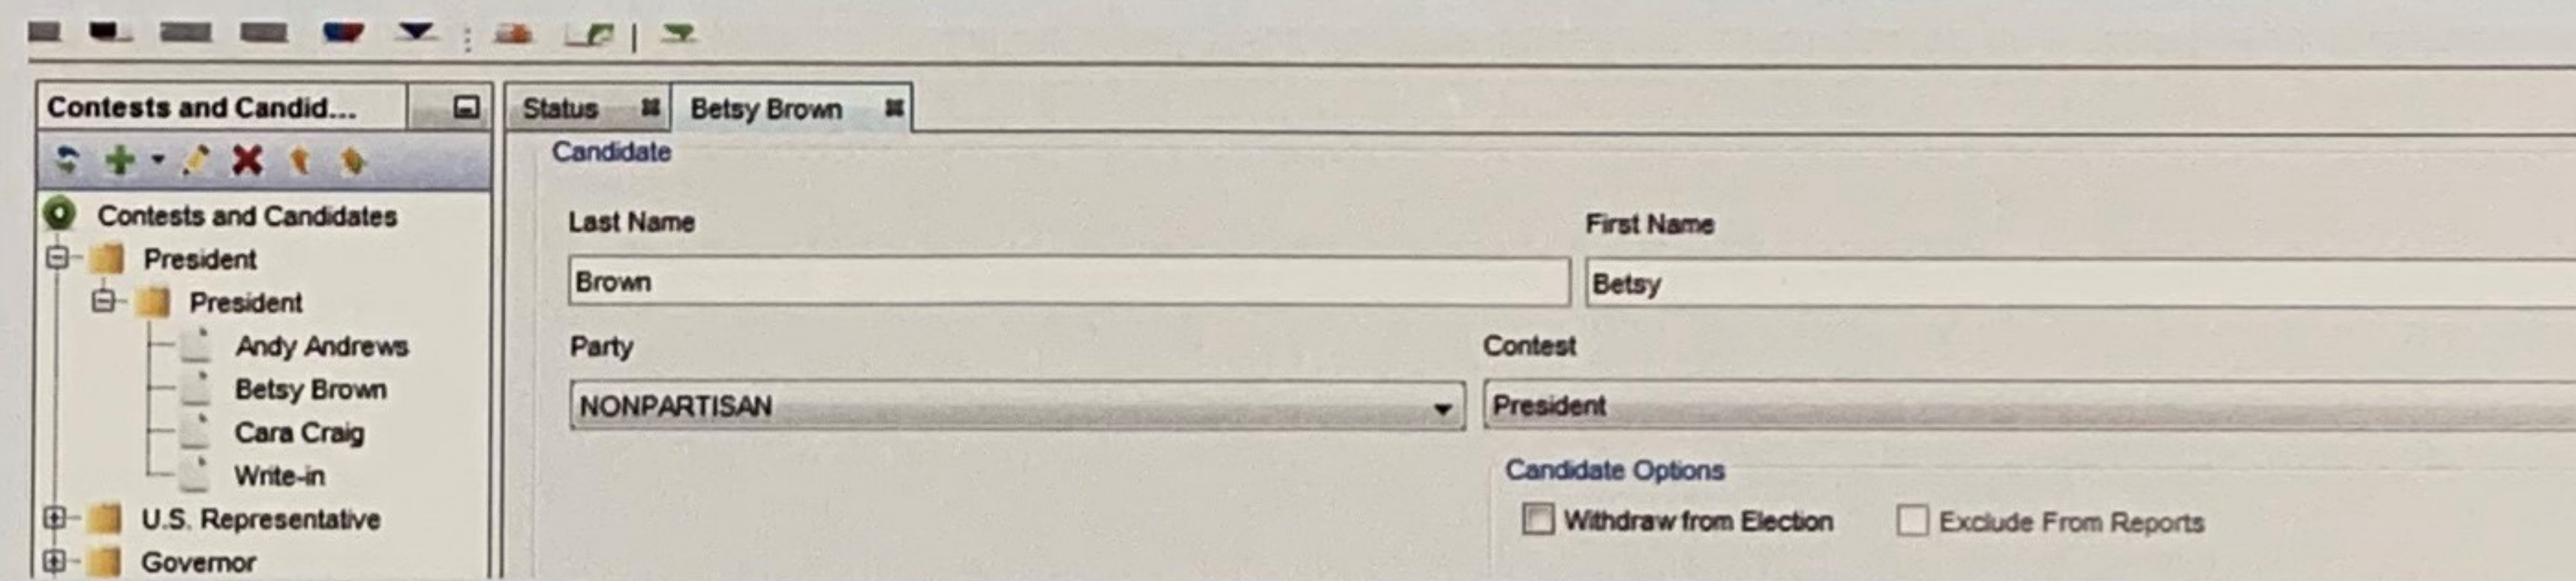 Contests and Candid...
Status
Betsy Brown
Candidate
Contests and Candidates
President
President
Andy Andrews
Betsy Brown
Cara Craig
Write-in
U.S. Representative
Governor
Last Name
First Name
Brown
Betsy
Party
Contest
NONPARTISAN
President
Candidate Options
Withdraw from Election
Exclude From Reports